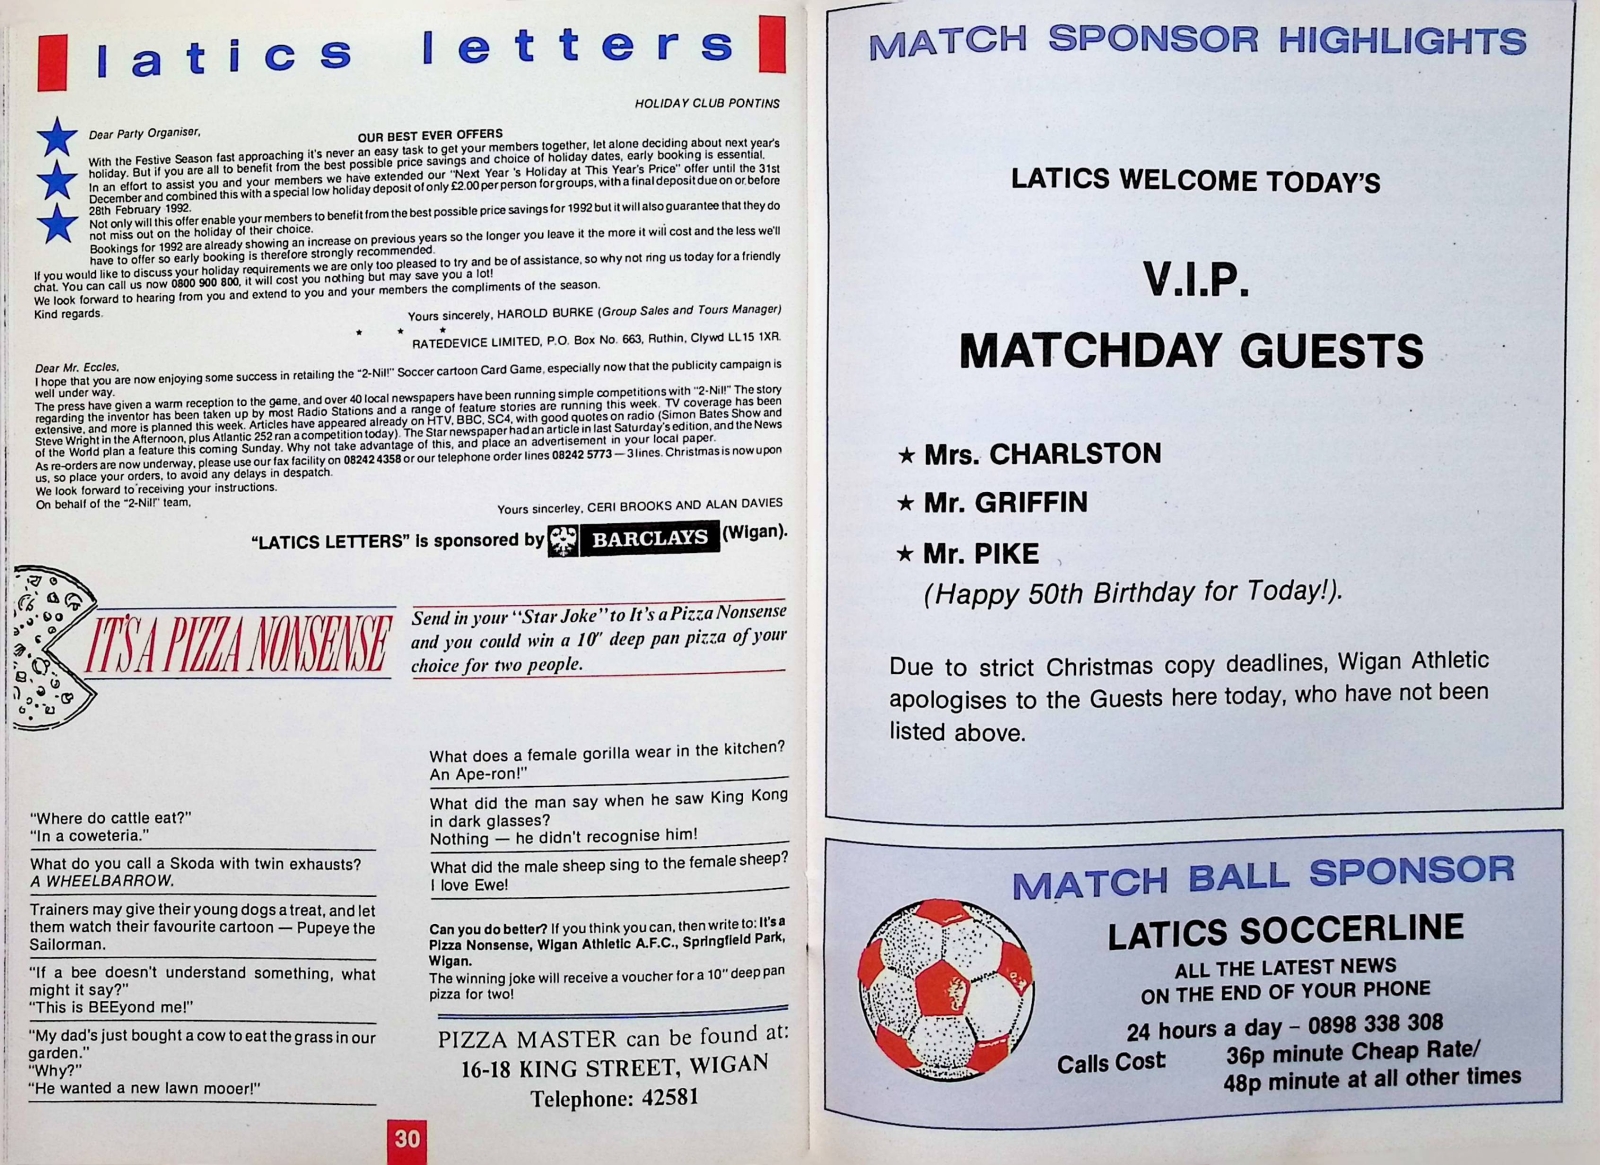 latics letters
HOLIDAY CLUB PONTINS
Dear Party Organiser,
OUR BEST EVER OFFERS
With the Festive Season fast approaching it's never an easy task to get your members together, let alone deciding about next year's
holiday. But if you are all to benefit from the best possible price savings and choice of holiday dates, early booking is essential.
In an effort to assist you and your members we have extended our "Next Year 's Holiday at This Year's Price" offer until the 31st
December and combined this with a special low holiday deposit of only £2.00 per person for groups, with a final deposit due on or before
28th February 1992.
Not only will this offer enable your members to benefit from the best possible price savings for 1992 but it will also guarantee that they do
not miss out on the holiday of their choice.
Bookings for 1992 are already showing an increase on previous years so the longer you leave it the more it will cost and the less we'll
have to offer so early booking is therefore strongly recommended.
If you would like to discuss your holiday requirements we are only too pleased to try and be of assistance, so why not ring us today for a friendly
chat. You can call us now 0800 900 800, it will cost you nothing but may save you a lot!
We look forward to hearing from you and extend to you and your members the compliments of the season.
Kind regards.
Yours sincerely, HAROLD BURKE (Group Sales and Tours Manager)
* * *
RATEDEVICE LIMITED, P.O. Box No. 663, Ruthin, Clywd LL15 1XR.
Dear Mr. Eccles,
I hope that you are now enjoying some success in retailing the "2-Nil!" Soccer cartoon Card Game, especially now that the publicity campaign is
well under way.
The press have given a warm reception to the game, and over 40 local newspapers have been running simple competitions with "2-Nil!" The story
regarding the inventor has been taken up by most Radio Stations and a range of feature stories are running this week. TV coverage has been
extensive, and more is planned this week. Articles have appeared already on HTV, BBC, SC4, with good quotes on radio (Simon Bates Show and
Steve Wright in the Afternoon, plus Atlantic 252 ran a competition today). The Star newspaper had an article in last Saturday's edition, and the News
of the World plan a feature this coming Sunday. Why not take advantage of this, and place an advertisement in your local paper.
As re-orders are now underway, please use our fax facility on 08242 4358 or our telephone order lines 08242 5773 — 3 lines. Christmas is now upon
us, so place your orders, to avoid any delays in despatch.
We look forward to receiving your instructions.
On behalf of the "2-Nil!" team,
Yours sincerley, CERI BROOKS AND ALAN DAVIES
"LATICS LETTERS" is sponsored by BARCLAYS (Wigan).
IT'S A PIZZA NONSENSE
Send in your "Star Joke" to It's a Pizza Nonsense
and you could win a 10" deep pan pizza of your
choice for two people.
"Where do cattle eat?"
"In a coweteria."
What do you call a Skoda with twin exhausts?
A WHEELBARROW.
Trainers may give their young dogs a treat, and let
them watch their favourite cartoon — Pupeye the
Sailorman.
"If a bee doesn't understand something, what
might it say?"
"This is BEEyond me!"
"My dad's just bought a cow to eat the grass in our
garden."
"Why?"
"He wanted a new lawn mooer!"
What does a female gorilla wear in the kitchen?
An Ape-ron!"
What did the man say when he saw King Kong
in dark glasses?
Nothing — he didn't recognise him!
What did the male sheep sing to the female sheep?
I love Ewe!
Can you do better? If you think you can, then write to: It's a
Pizza Nonsense, Wigan Athletic A.F.C., Springfield Park,
Wigan.
The winning joke will receive a voucher for a 10" deep pan
pizza for two!
PIZZA MASTER can be found at:
16-18 KING STREET, WIGAN
Telephone: 42581
30
MATCH SPONSOR HIGHLIGHTS
LATICS WELCOME TODAY'S
V.I.P.
MATCHDAY GUESTS
★ Mrs. CHARLSTON
★ Mr. GRIFFIN
★ Mr. PIKE
(Happy 50th Birthday for Today!).
Due to strict Christmas copy deadlines, Wigan Athletic
apologises to the Guests here today, who have not been
listed above.
MATCH BALL SPONSOR
LATICS SOCCERLINE
ALL THE LATEST NEWS
ON THE END OF YOUR PHONE
24 hours a day – 0898 338 308
Calls Cost 36p minute Cheap Rate/
48p minute at all other times